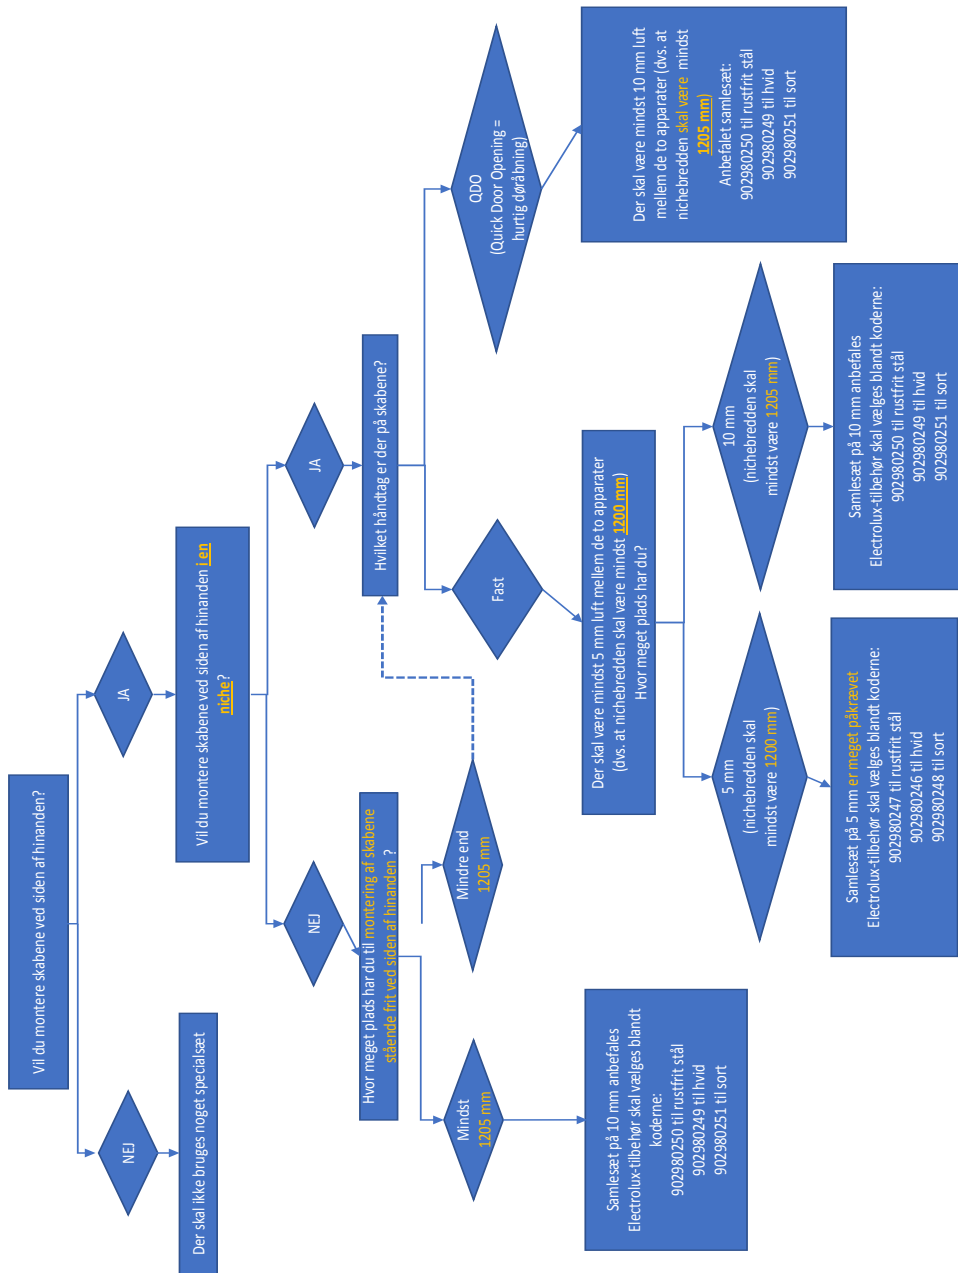 Vil du montere skabene ved siden af hinanden?
NEJ
JA
Der skal ikke bruges noget specialsæt
Vil du montere skabene ved siden af hinanden i en
niche?
NEJ
JA
Hvor meget plads har du til montering af skabene
stående frit ved siden af hinanden ?
Hvilket håndtag er der på skabene?
Mindst
1205 mm
Mindre end
1205 mm
Fast
QDO
(Quick Door Opening =
hurtig døråbning)
Samlesæt på 10 mm anbefales
Electrolux-tilbehør skal vælges blandt
koderne:
902980250 til rustfrit stål
902980249 til hvid
902980251 til sort
Der skal være mindst 5 mm luft mellem de to apparater
(dvs. at nichebredden skal være mindst 1200 mm)
Hvor meget plads har du?
Der skal være mindst 10 mm luft
mellem de to apparater (dvs. at
nichebredden skal være mindst
1205 mm)
Anbefalet samlesæt:
902980250 til rustfrit stål
902980249 til hvid
902980251 til sort
5 mm
(nichebredden skal
mindst være 1200 mm)
10 mm
(nichebredden skal
mindst være 1205 mm)
Samlesæt på 5 mm er meget påkrævet
Electrolux-tilbehør skal vælges blandt koderne:
902980247 til rustfrit stål
902980246 til hvid
902980248 til sort
Samlesæt på 10 mm anbefales
Electrolux-tilbehør skal vælges blandt koderne:
902980250 til rustfrit stål
902980249 til hvid
902980251 til sort